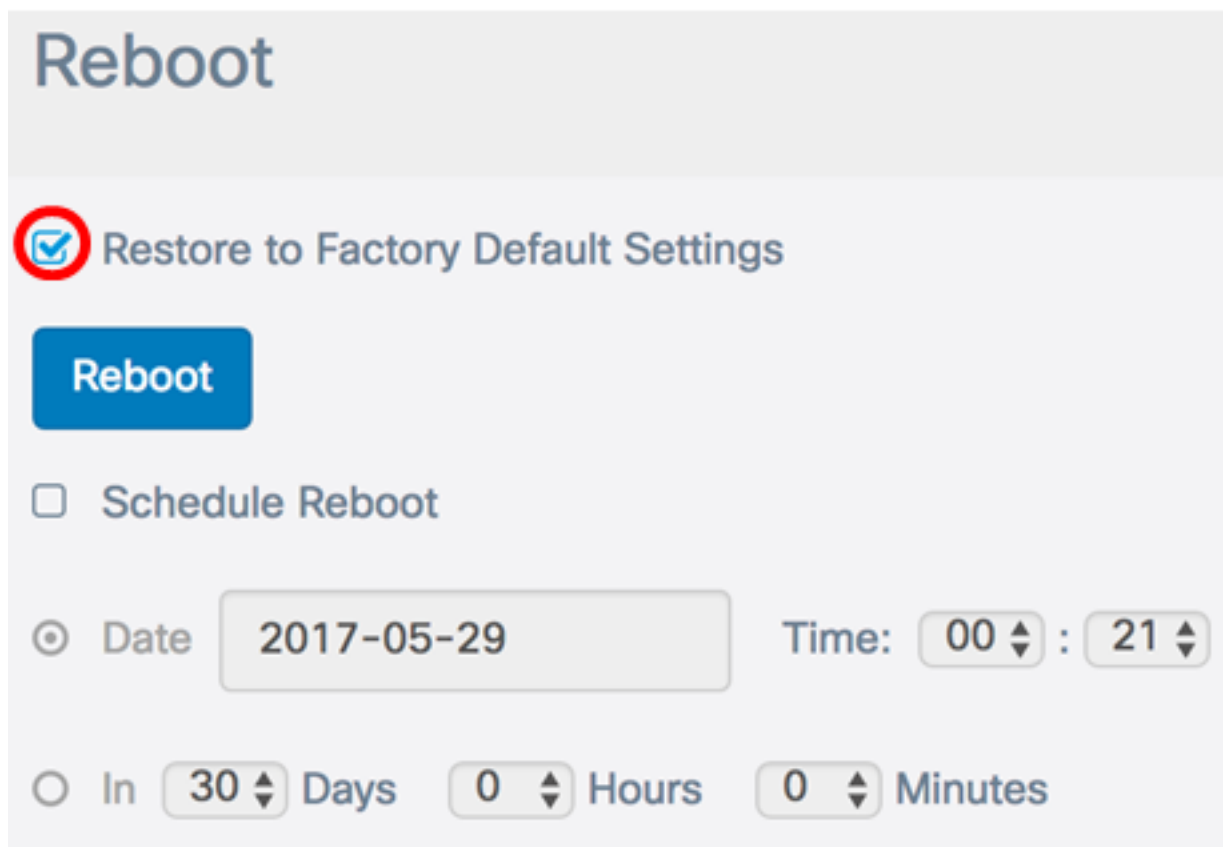 Reboot
Restore to Factory Default Settings
Reboot
Schedule Reboot
Date 2017-05-29 Time: 00 : 21
In 30 Days 0 Hours 0 Minutes